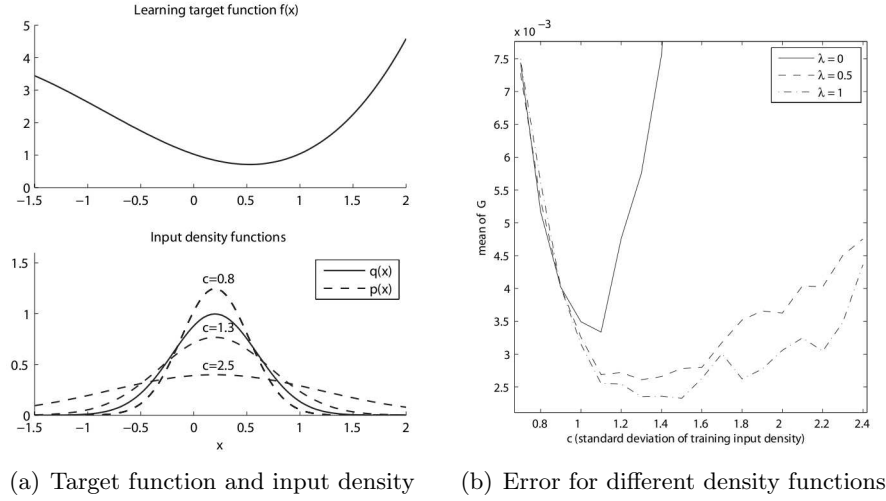 Learning target function f(x)
5
4
3
2
1
0
−1.5 −1 −0.5 0 0.5 1 1.5 2
Input density functions
1.5
1
0.5
0
c=0.8
c=1.3
c=2.5
q(x)
p(x)
−1.5 −1 −0.5 0 0.5 1 1.5 2
x
(a) Target function and input density
x 10⁻³
7.5
7
6.5
6
5.5
5
4.5
4
3.5
3
2.5
mean of G
λ = 0
λ = 0.5
λ = 1
0.8 1 1.2 1.4 1.6 1.8 2 2.2 2.4
c (standard deviation of training input density)
(b) Error for different density functions